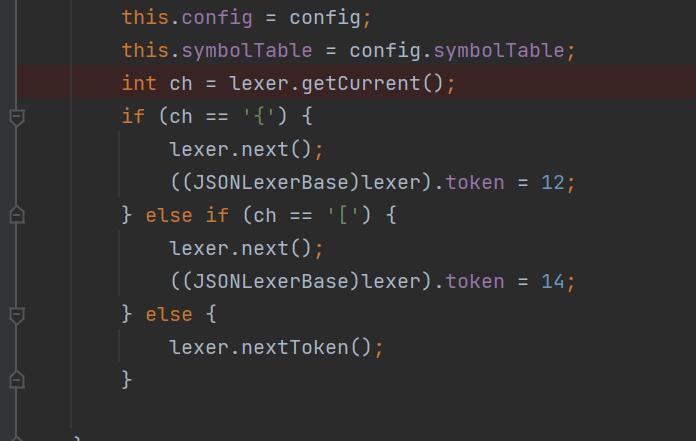 this.config = config;
this.symbolTable = config.symbolTable;
int ch = lexer.getCurrent();
if (ch == '{') {
lexer.next();
((JSONLexerBase)lexer).token = 12;
} else if (ch == '[') {
lexer.next();
((JSONLexerBase)lexer).token = 14;
} else {
lexer.nextToken();
}